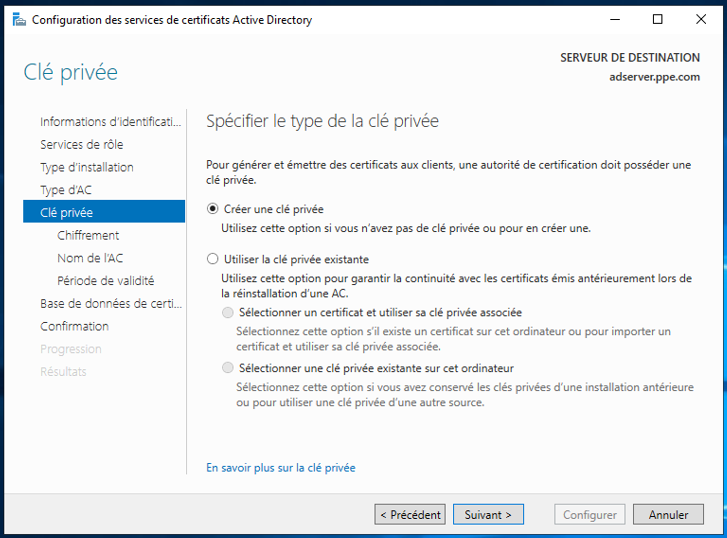 Configuration des services de certificats Active Directory
Clé privée
SERVEUR DE DESTINATION
adserver.ppe.com
Informations d'identificati...
Services de rôle
Type d'installation
Type d'AC
Clé privée
Chiffrement
Nom de l'AC
Période de validité
Base de données de certi...
Confirmation
Progression
Résultats
Spécifier le type de la clé privée
Pour générer et émettre des certificats aux clients, une autorité de certification doit posséder une
clé privée.
Créer une clé privée
Utilisez cette option si vous n'avez pas de clé privée ou pour en créer une.
Utiliser la clé privée existante
Utilisez cette option pour garantir la continuité avec les certificats émis antérieurement lors de
la réinstallation d'une AC.
Sélectionner un certificat et utiliser sa clé privée associée
Sélectionnez cette option s'il existe un certificat sur cet ordinateur ou pour importer un
certificat et utiliser sa clé privée associée.
Sélectionner une clé privée existante sur cet ordinateur
Sélectionnez cette option si vous avez conservé les clés privées d'une installation antérieure
ou pour utiliser une clé privée d'une autre source.
En savoir plus sur la clé privée
< Précédent
Suivant >
Configurer
Annuler